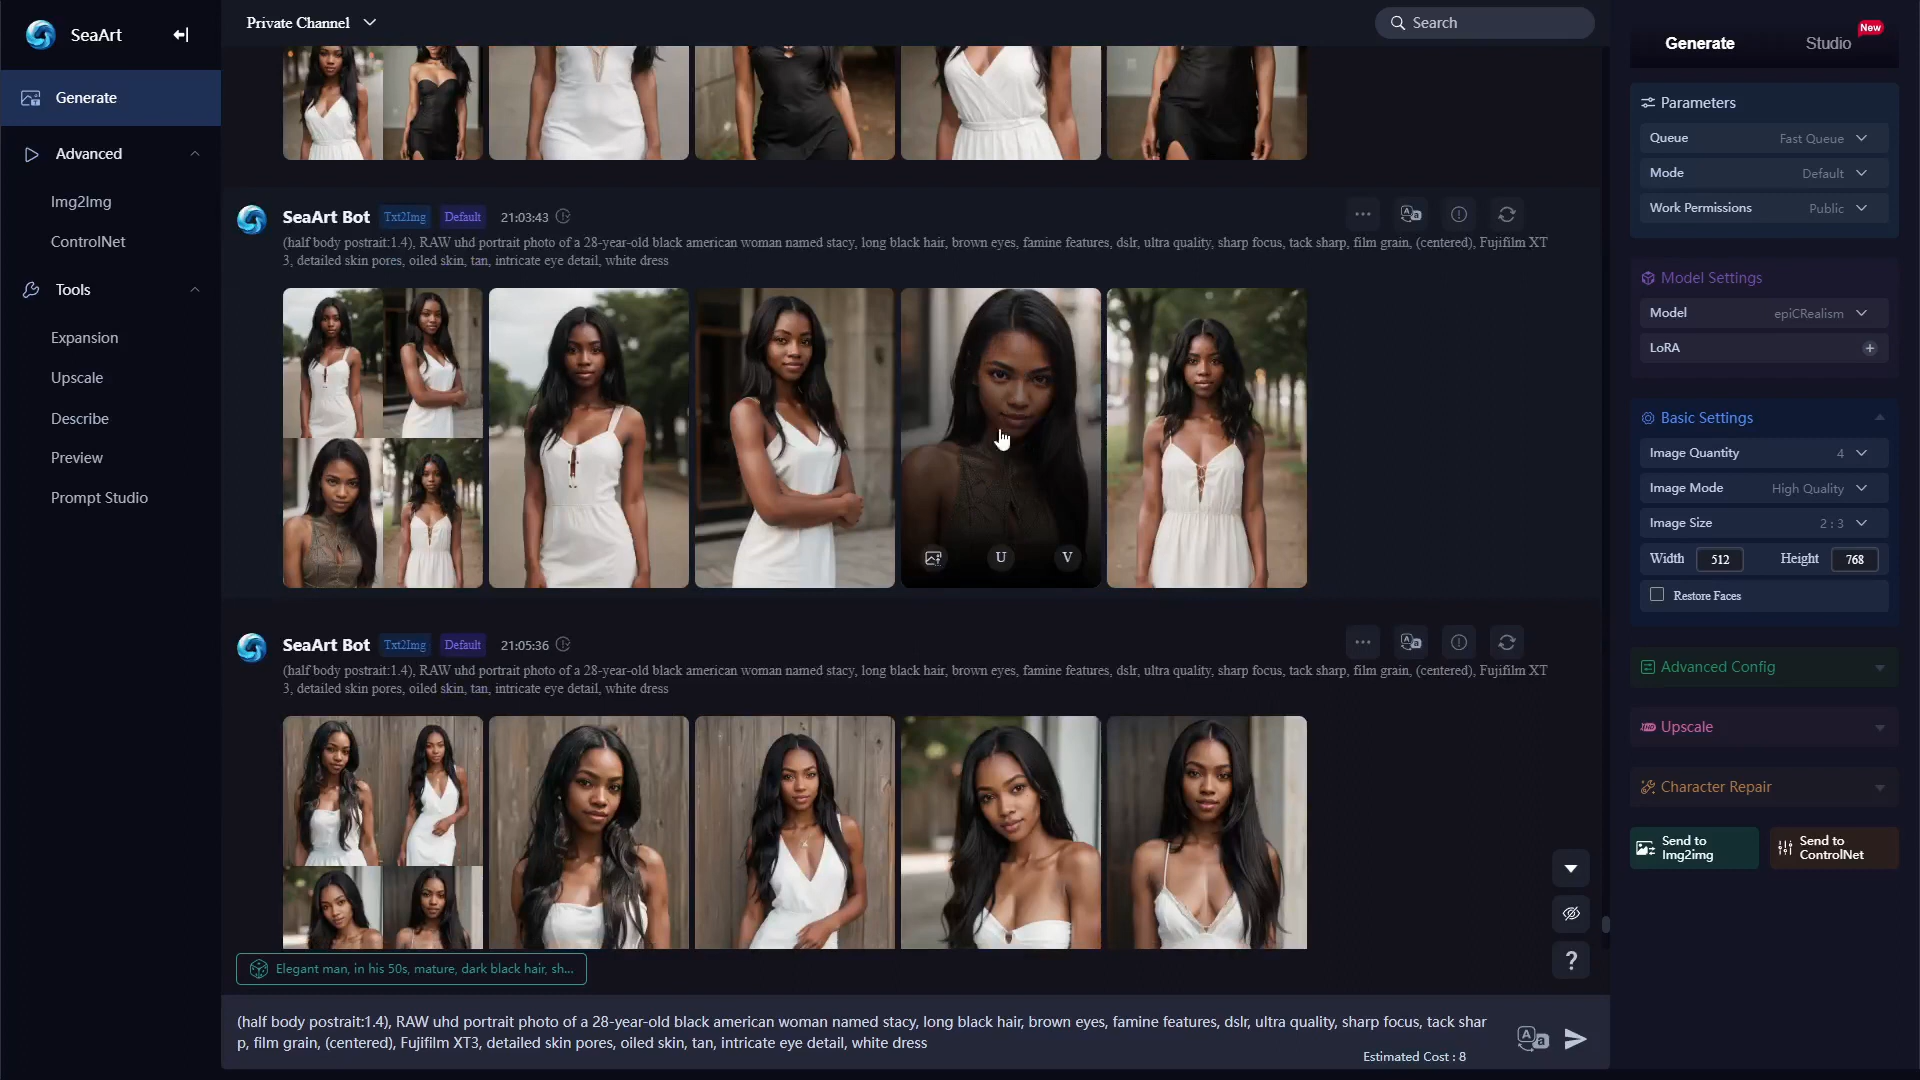 SeaArt
Generate
Advanced
Img2Img
ControlNet
Tools
Expansion
Upscale
Describe
Preview
Prompt Studio
Private Channel
Search
SeaArt Bot Txt2Img Default 21:03:43
(half body postrait:1.4), RAW uhd portrait photo of a 28-year-old black american woman named stacy, long black hair, brown eyes, famine features, dslr, ultra quality, sharp focus, tack sharp, film grain, (centered), Fujifilm XT
3, detailed skin pores, oiled skin, tan, intricate eye detail, white dress
U
V
SeaArt Bot Txt2Img Default 21:05:36
(half body postrait:1.4), RAW uhd portrait photo of a 28-year-old black american woman named stacy, long black hair, brown eyes, famine features, dslr, ultra quality, sharp focus, tack sharp, film grain, (centered), Fujifilm XT
3, detailed skin pores, oiled skin, tan, intricate eye detail, white dress
?
Elegant man, in his 50s, mature, dark black hair, sh...
(half body postrait:1.4), RAW uhd portrait photo of a 28-year-old black american woman named stacy, long black hair, brown eyes, famine features, dslr, ultra quality, sharp focus, tack shar
p, film grain, (centered), Fujifilm XT3, detailed skin pores, oiled skin, tan, intricate eye detail, white dress
Estimated Cost : 8
Generate
Studio
New
Parameters
Queue Fast Queue
Mode Default
Work Permissions Public
Model Settings
Model epiCRealism
LoRA
Basic Settings
Image Quantity 4
Image Mode High Quality
Image Size 2 : 3
Width 512 Height 768
Restore Faces
Advanced Config
Upscale
Character Repair
Send to
Img2img
Send to
ControlNet